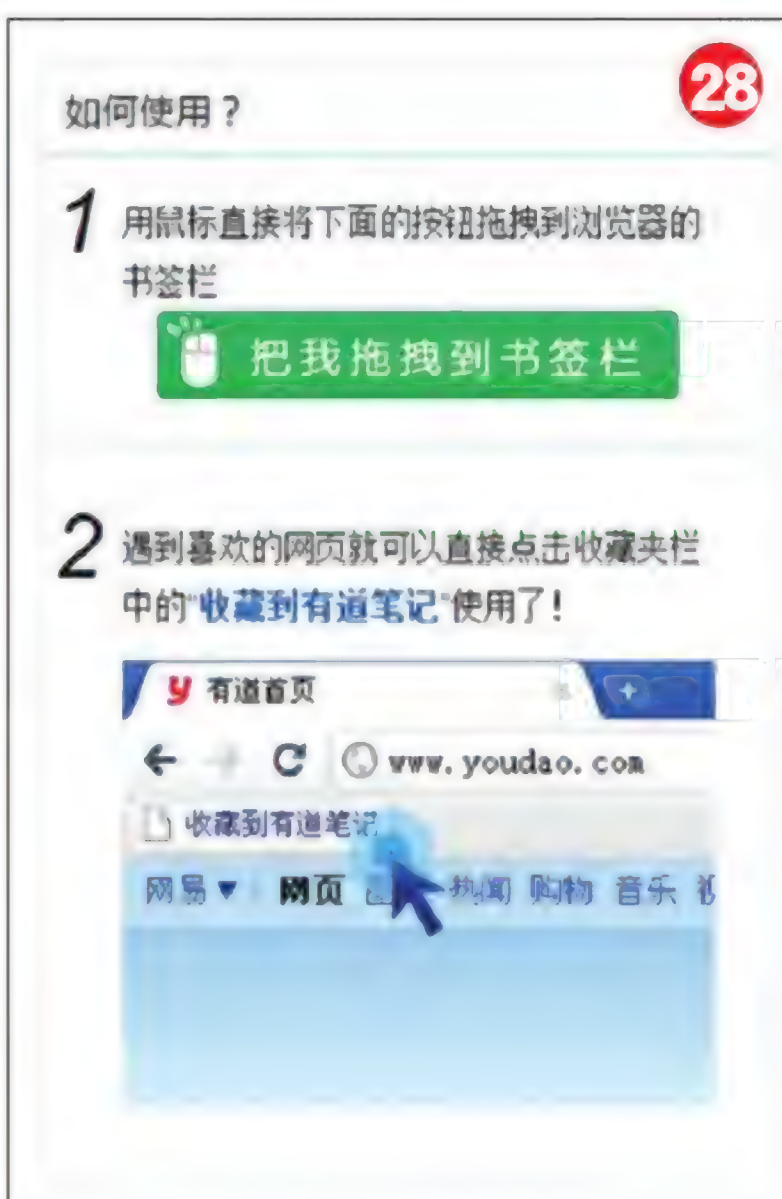 28
如何使用？
1 用鼠标直接将下面的按钮拖拽到浏览器的
书签栏
把我拖拽到书签栏
2 遇到喜欢的网页就可以直接点击收藏夹栏
中的"收藏到有道笔记"使用了！
y 有道首页
www.youdao.com
收藏到有道笔记
网易 网页 热闻 购物 音乐